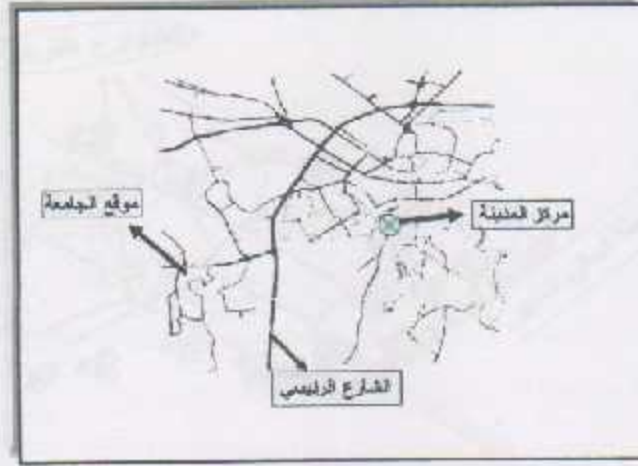 موقع الجامعة
مركز المدينة
الشارع الرئيسي